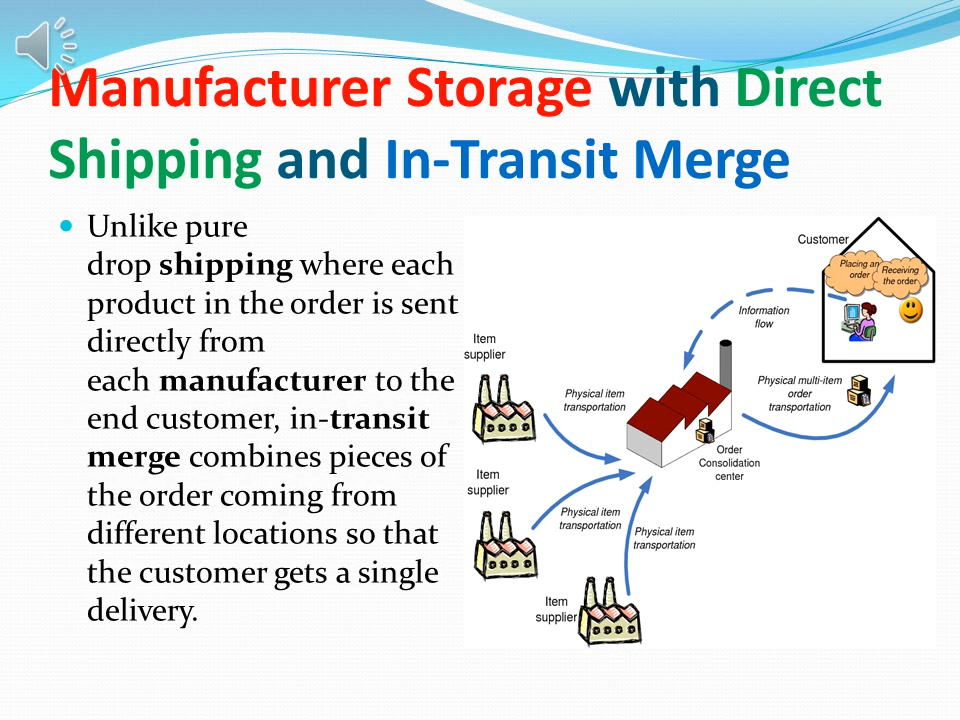 Manufacturer Storage with Direct
Shipping and In-Transit Merge
Unlike pure
drop shipping where each
product in the order is sent
directly from
each manufacturer to the
end customer, in-transit
merge combines pieces of
the order coming from
different locations so that
the customer gets a single
delivery.
Customer
Placing an
order
Receiving
the order
Information
flow
Item
supplier
Physical item
transportation
Physical multi-item
order
transportation
Order
Consolidation
center
Item
supplier
Physical item
transportation
Physical item
transportation
Item
supplier